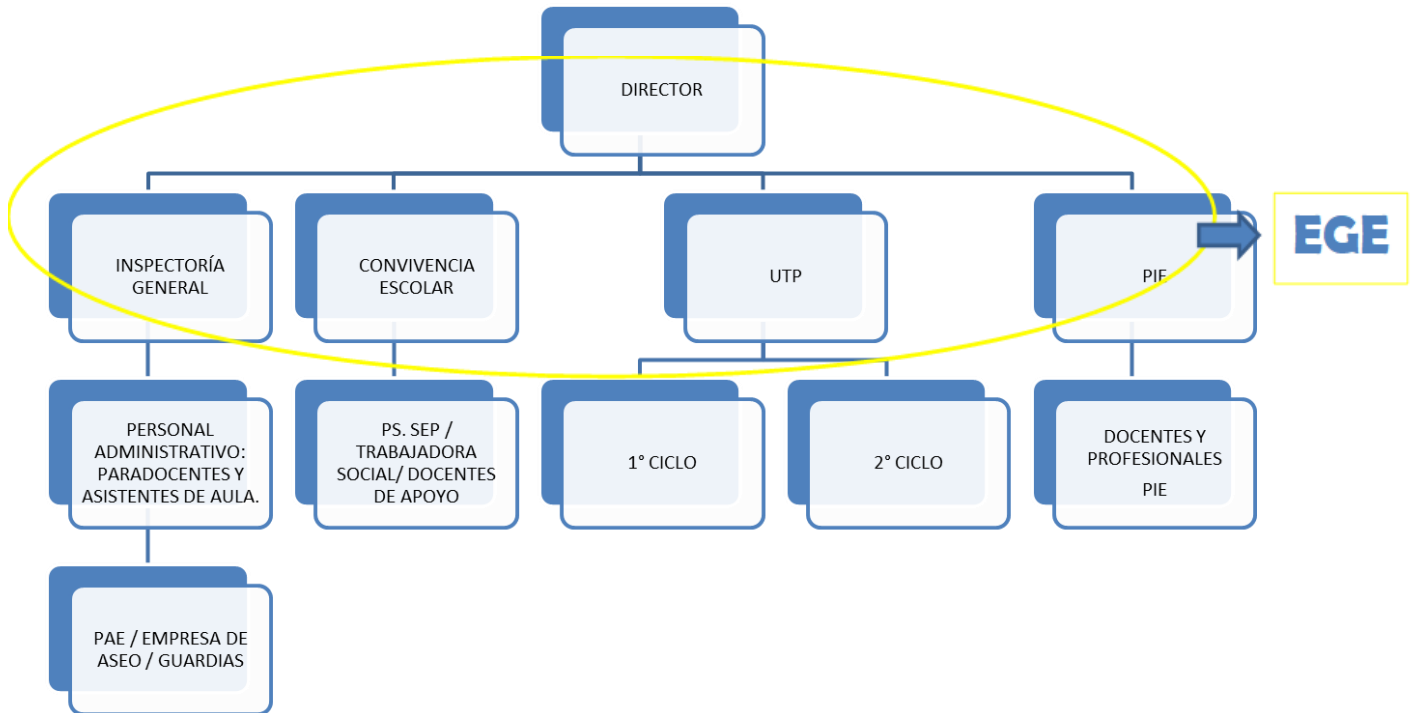 DIRECTOR
INSPECTORÍA
GENERAL
CONVIVENCIA
ESCOLAR
UTP
PIE
EGE
PERSONAL
ADMINISTRATIVO:
PARADOCENTES Y
ASISTENTES DE AULA.
PS. SEP /
TRABAJADORA
SOCIAL/ DOCENTES
DE APOYO
1° CICLO
2° CICLO
DOCENTES Y
PROFESIONALES
PIE
PAE / EMPRESA DE
ASEO / GUARDIAS